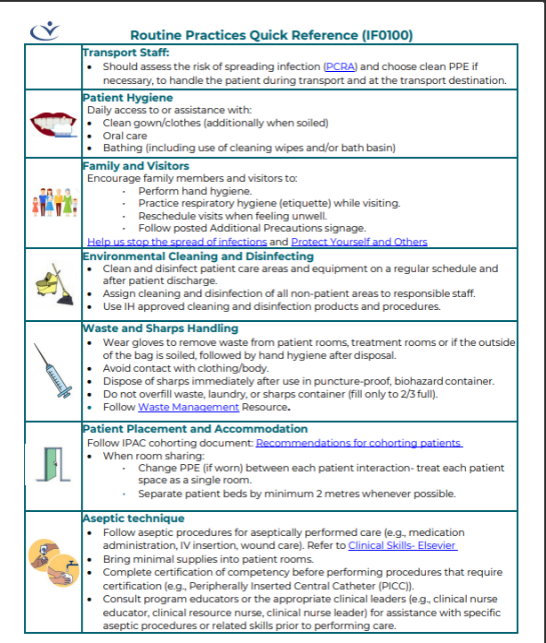 Routine Practices Quick Reference (IF0100)
Transport Staff:
• Should assess the risk of spreading infection (PCRA) and choose clean PPE if
necessary, to handle the patient during transport and at the transport destination.
Patient Hygiene
Daily access to or assistance with:
• Clean gown/clothes (additionally when soiled)
• Oral care
• Bathing (including use of cleaning wipes and/or bath basin)
Family and Visitors
Encourage family members and visitors to:
- Perform hand hygiene.
- Practice respiratory hygiene (etiquette) while visiting.
- Reschedule visits when feeling unwell.
- Follow posted Additional Precautions signage.
Help us stop the spread of infections and Protect Yourself and Others
Environmental Cleaning and Disinfecting
• Clean and disinfect patient care areas and equipment on a regular schedule and
after patient discharge.
• Assign cleaning and disinfection of all non-patient areas to responsible staff.
• Use IH approved cleaning and disinfection products and procedures.
Waste and Sharps Handling
• Wear gloves to remove waste from patient rooms, treatment rooms or if the outside
of the bag is soiled, followed by hand hygiene after disposal.
• Avoid contact with clothing/body.
• Dispose of sharps immediately after use in puncture-proof, biohazard container.
• Do not overfill waste, laundry, or sharps container (fill only to 2/3 full).
• Follow Waste Management Resource.
Patient Placement and Accommodation
Follow IPAC cohorting document: Recommendations for cohorting patients
• When room sharing:
- Change PPE (if worn) between each patient interaction- treat each patient
space as a single room.
- Separate patient beds by minimum 2 metres whenever possible.
Aseptic technique
• Follow aseptic procedures for aseptically performed care (e.g., medication
administration, IV insertion, wound care). Refer to Clinical Skills- Elsevier
• Bring minimal supplies into patient rooms.
• Complete certification of competency before performing procedures that require
certification (e.g., Peripherally Inserted Central Catheter (PICC)).
• Consult program educators or the appropriate clinical leaders (e.g., clinical nurse
educator, clinical resource nurse, clinical nurse leader) for assistance with specific
aseptic procedures or related skills prior to performing care.